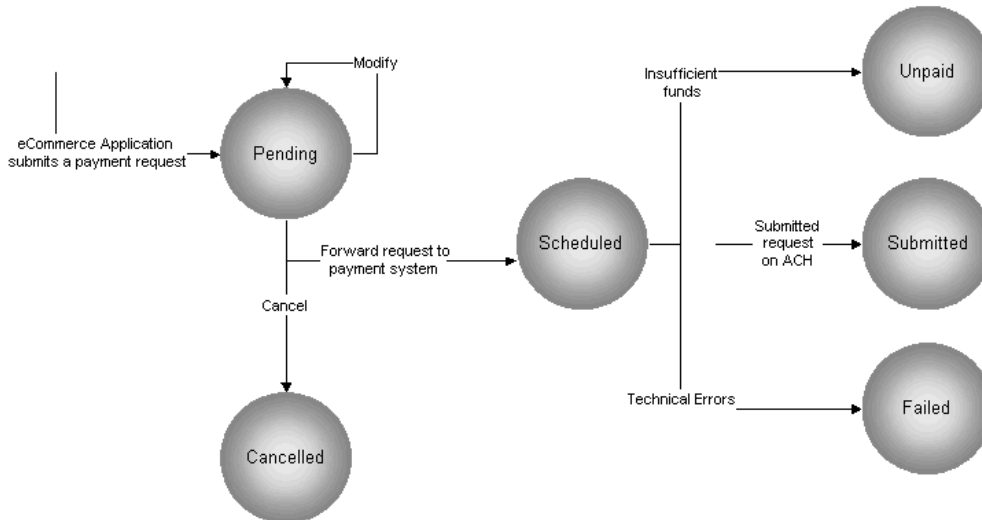 Modify
eCommerce Application
submits a payment request
Pending
Insufficient
funds
Unpaid
Forward request to
payment system
Scheduled
Submitted
request
on ACH
Submitted
Cancel
Technical Errors
Failed
Cancelled